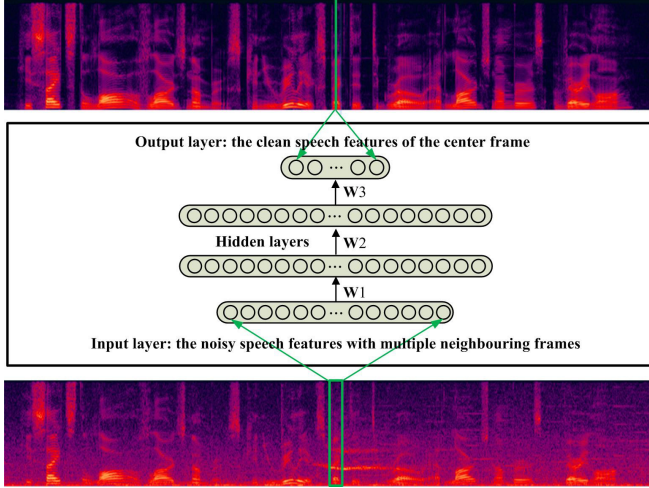 Output layer: the clean speech features of the center frame
...
W3
...
Hidden layers
W2
...
W1
...
Input layer: the noisy speech features with multiple neighbouring frames